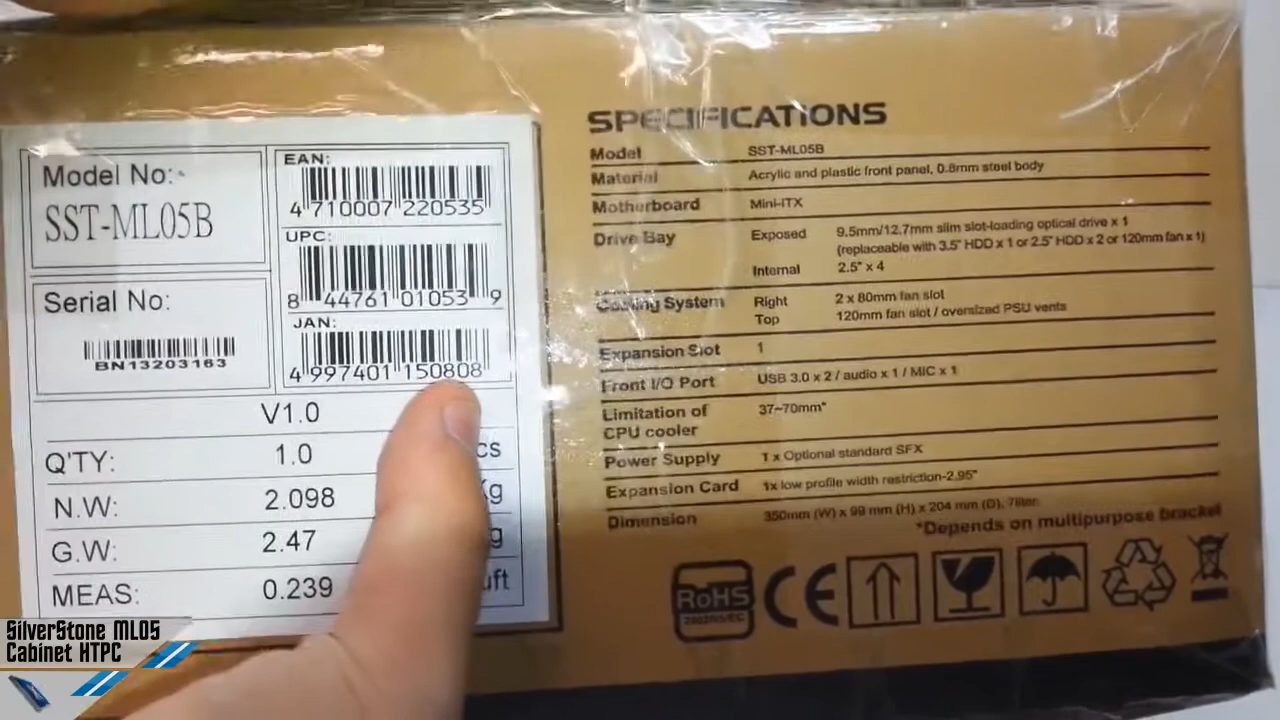 Model No:
SST-ML05B
Serial No:
BN13203163
EAN:
4 710007 220535
UPC:
8 44761 01053 9
JAN:
4 997401 150808
V1.0
Q'TY: 1.0 cs
N.W: 2.098 Kg
G.W: 2.47 g
MEAS: 0.239 uft
SPECIFICATIONS
Model SST-ML05B
Material Acrylic and plastic front panel, 0.8mm steel body
Motherboard Mini-ITX
Drive Bay Exposed 9.5mm/12.7mm slim slot-loading optical drive x 1
(replaceable with 3.5" HDD x 1 or 2.5" HDD x 2 or 120mm fan x 1)
Internal 2.5" x 4
Cooling System Right 2 x 80mm fan slot
Top 120mm fan slot / oversized PSU vents
Expansion Slot 1
Front I/O Port USB 3.0 x 2 / audio x 1 / MIC x 1
Limitation of 37~70mm*
CPU cooler
Power Supply 1 x Optional standard SFX
Expansion Card 1x low profile width restriction-2.95"
Dimension 350mm (W) x 99 mm (H) x 204 mm (D), 7liter
*Depends on multipurpose bracket
RoHS
CE
SilverStone ML05
Cabinet HTPC